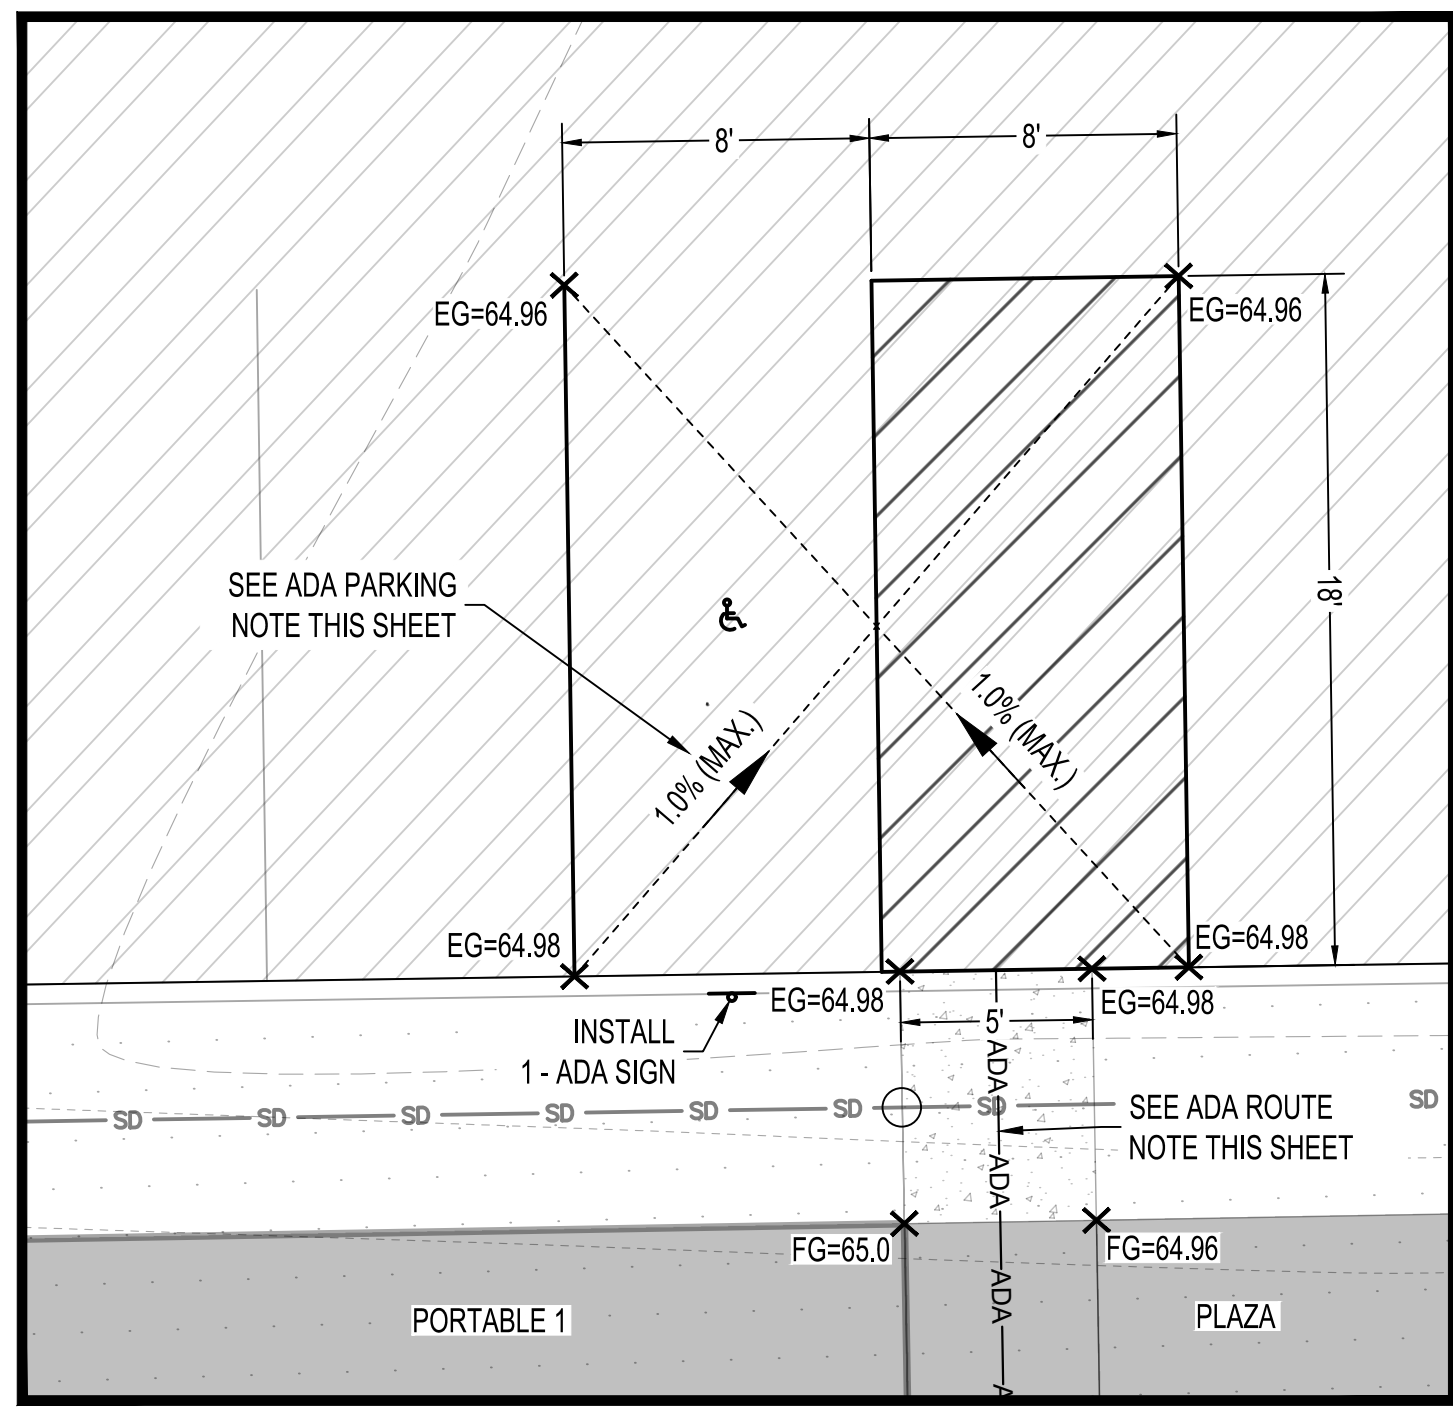 8'
8'
EG=64.96
EG=64.96
18'
SEE ADA PARKING
NOTE THIS SHEET
1.0% (MAX.)
1.0% (MAX.)
EG=64.98
EG=64.98
EG=64.98
EG=64.98
5'
INSTALL
1 - ADA SIGN
ADA
SD
SD
SD
SD
SD
SD
SD
SD
SEE ADA ROUTE
NOTE THIS SHEET
ADA
FG=65.0
FG=64.96
ADA
PORTABLE 1
PLAZA
A